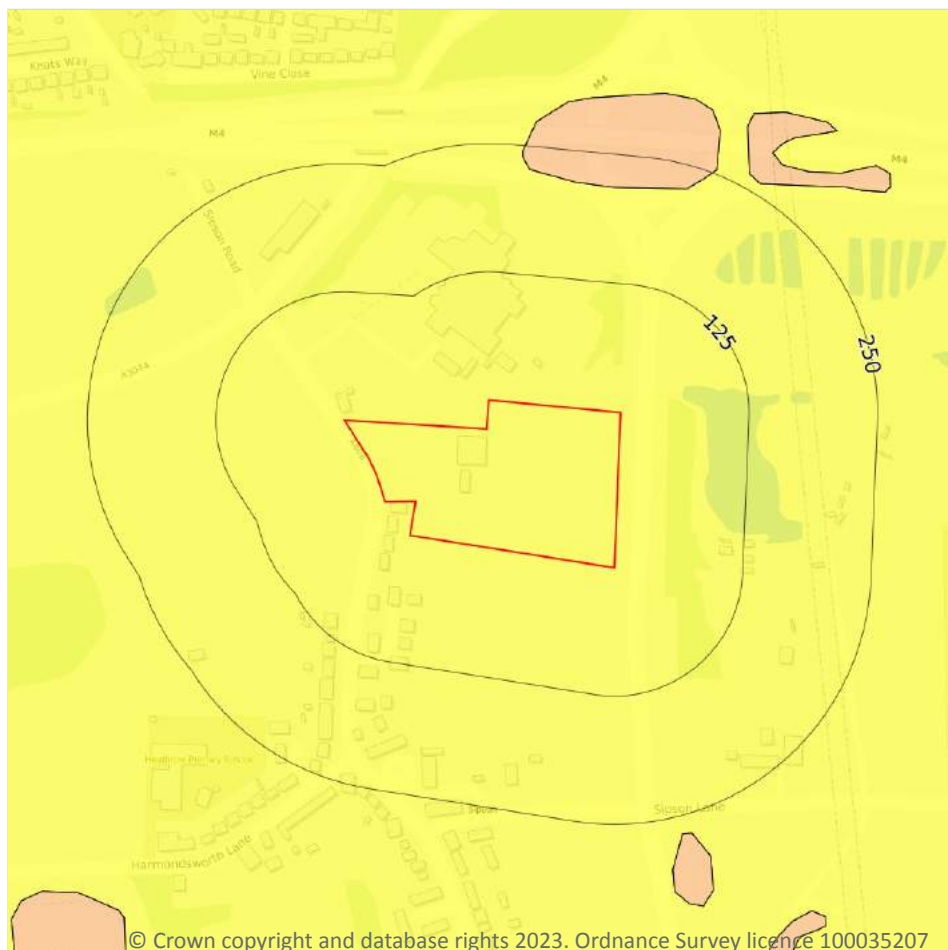 Knats Way
Vine Close
M4
M4
M4
Sipson Road
125
250
A3044
Heathrow Primary School
Sipson
Sipson Lane
Harmondsworth Lane
© Crown copyright and database rights 2023. Ordnance Survey licence 100035207